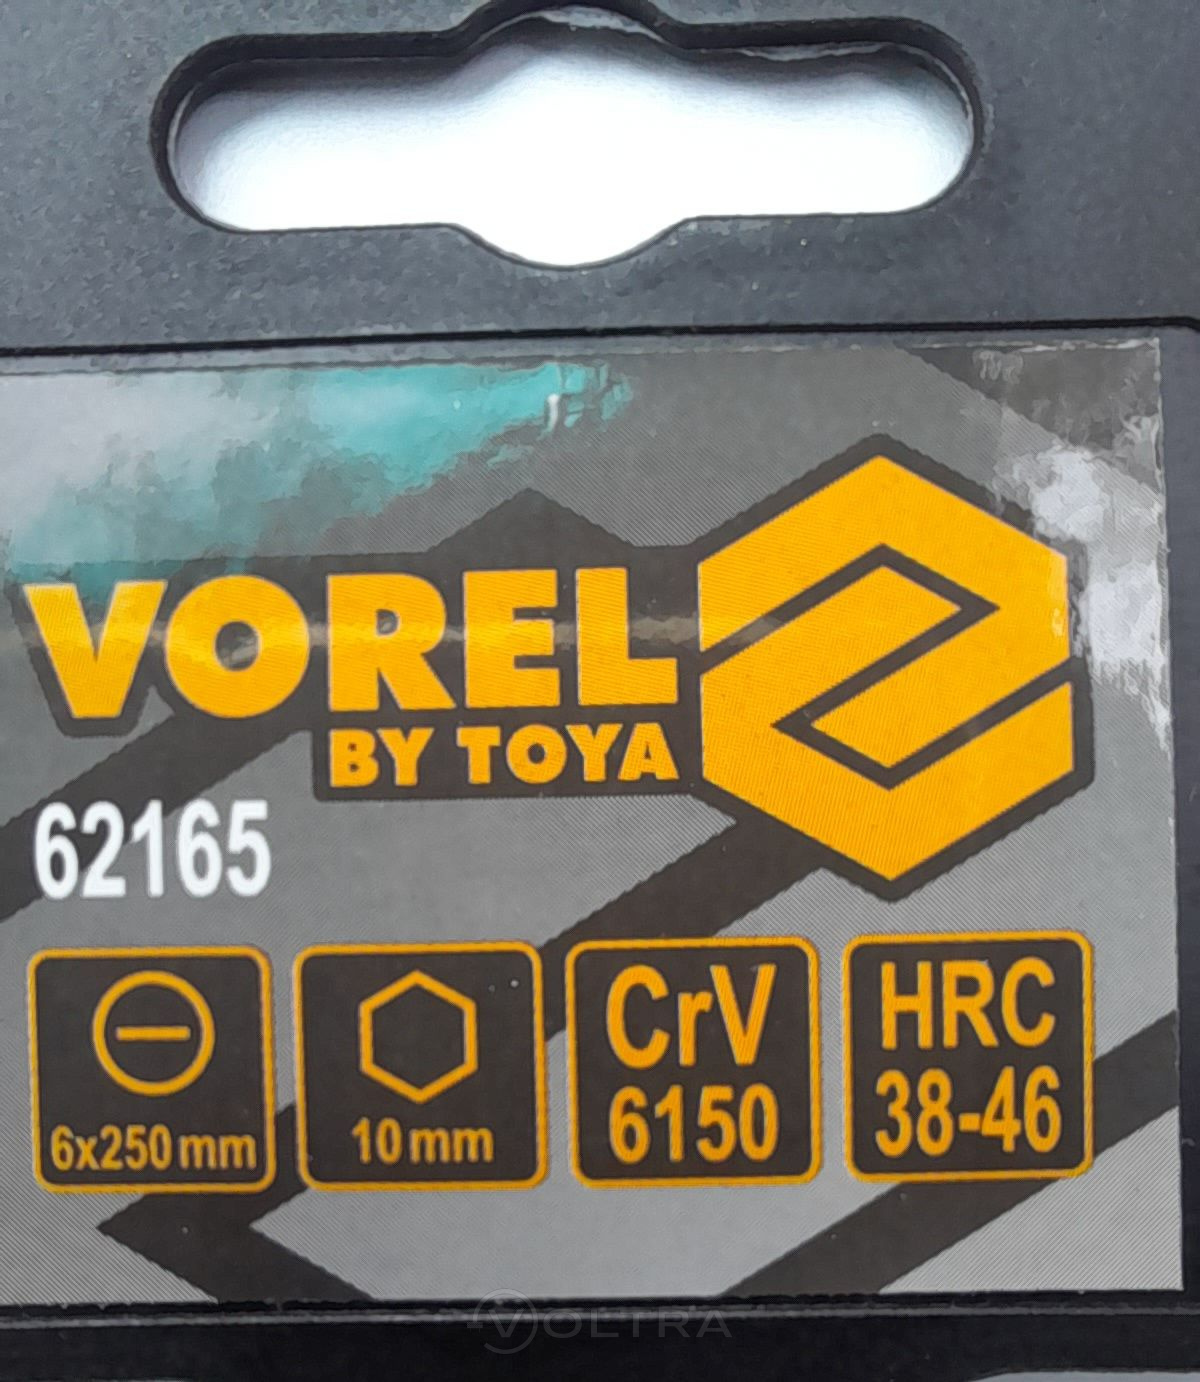 VOREL
BY TOYA
62165
6x250 mm
10 mm
CrV
6150
HRC
38-46
VOLTRA